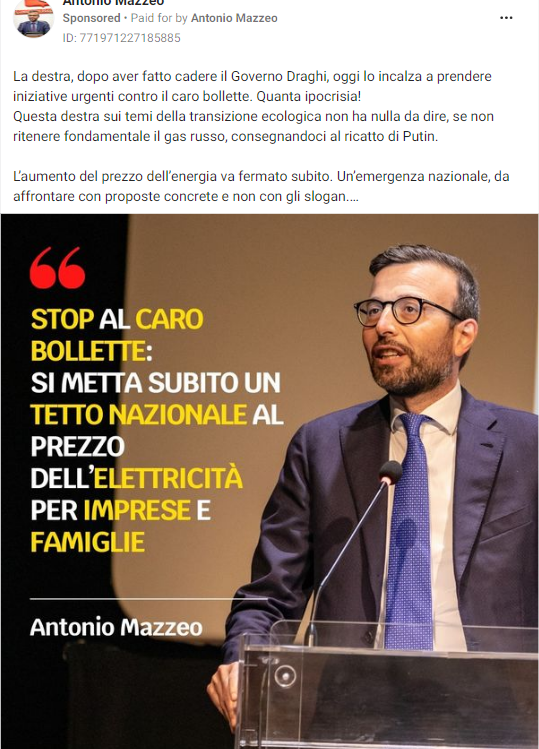 Antonio Mazzeo
Sponsored • Paid for by Antonio Mazzeo
ID: 771971227185885
La destra, dopo aver fatto cadere il Governo Draghi, oggi lo incalza a prendere
iniziative urgenti contro il caro bollette. Quanta ipocrisia!
Questa destra sui temi della transizione ecologica non ha nulla da dire, se non
ritenere fondamentale il gas russo, consegnandoci al ricatto di Putin.
L'aumento del prezzo dell'energia va fermato subito. Un'emergenza nazionale, da
affrontare con proposte concrete e non con gli slogan....
STOP AL CARO
BOLLETTE:
SI METTA SUBITO UN
TETTO NAZIONALE AL
PREZZO
DELL'ELETTRICITÀ
PER IMPRESE E
FAMIGLIE
Antonio Mazzeo